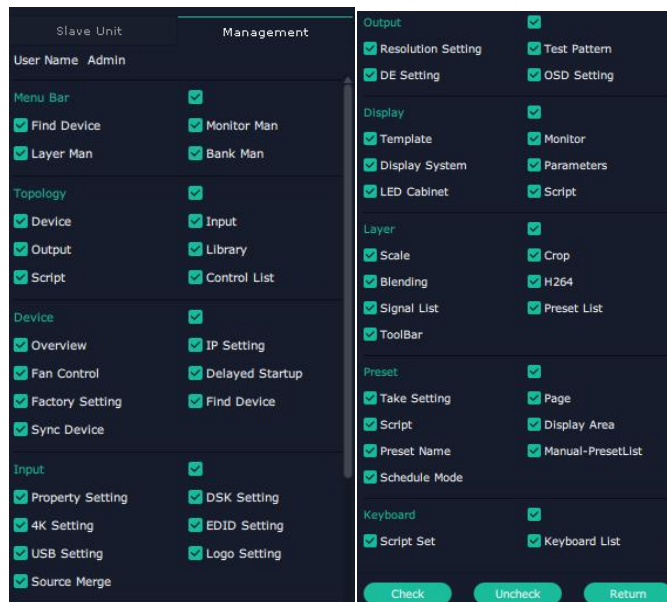 Slave Unit Management
User Name Admin
Menu Bar
Find Device Monitor Man
Layer Man Bank Man
Topology
Device Input
Output Library
Script Control List
Device
Overview IP Setting
Fan Control Delayed Startup
Factory Setting Find Device
Sync Device
Input
Property Setting DSK Setting
4K Setting EDID Setting
USB Setting Logo Setting
Source Merge
Output
Resolution Setting Test Pattern
DE Setting OSD Setting
Display
Template Monitor
Display System Parameters
LED Cabinet Script
Layer
Scale Crop
Blending H264
Signal List Preset List
ToolBar
Preset
Take Setting Page
Script Display Area
Preset Name Manual-PresetList
Schedule Mode
Keyboard
Script Set Keyboard List
Check Uncheck Return